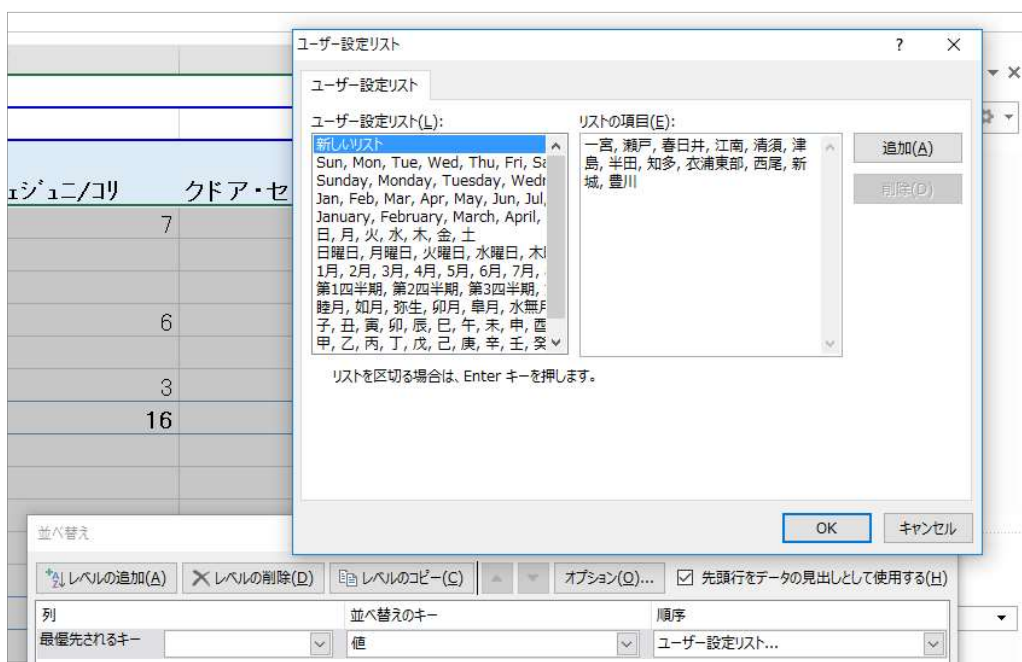 ユーザー設定リスト
ユーザー設定リスト
ユーザー設定リスト(L):
新しいリスト
Sun, Mon, Tue, Wed, Thu, Fri, Sa
Sunday, Monday, Tuesday, Wedn
Jan, Feb, Mar, Apr, May, Jun, Jul,
January, February, March, April,
日, 月, 火, 水, 木, 金, 土
日曜日, 月曜日, 火曜日, 水曜日, 木
1月, 2月, 3月, 4月, 5月, 6月, 7月,
第1四半期, 第2四半期, 第3四半期,
睦月, 如月, 弥生, 卯月, 皐月, 水無月
子, 丑, 寅, 卯, 辰, 巳, 午, 未, 申, 酉
甲, 乙, 丙, 丁, 戊, 己, 庚, 辛, 壬, 癸
リストの項目(E):
一宮, 瀬戸, 春日井, 江南, 清須, 津
島, 半田, 知多, 衣浦東部, 西尾, 新
城, 豊川
追加(A)
削除(D)
リストを区切る場合は、Enter キーを押します。
OK
キャンセル
ェジュニ/コリ
クドア・セ
7
6
3
16
並べ替え
レベルの追加(A)
レベルの削除(D)
レベルのコピー(C)
オプション(O)...
先頭行をデータの見出しとして使用する(H)
列
並べ替えのキー
順序
最優先されるキー
値
ユーザー設定リスト...